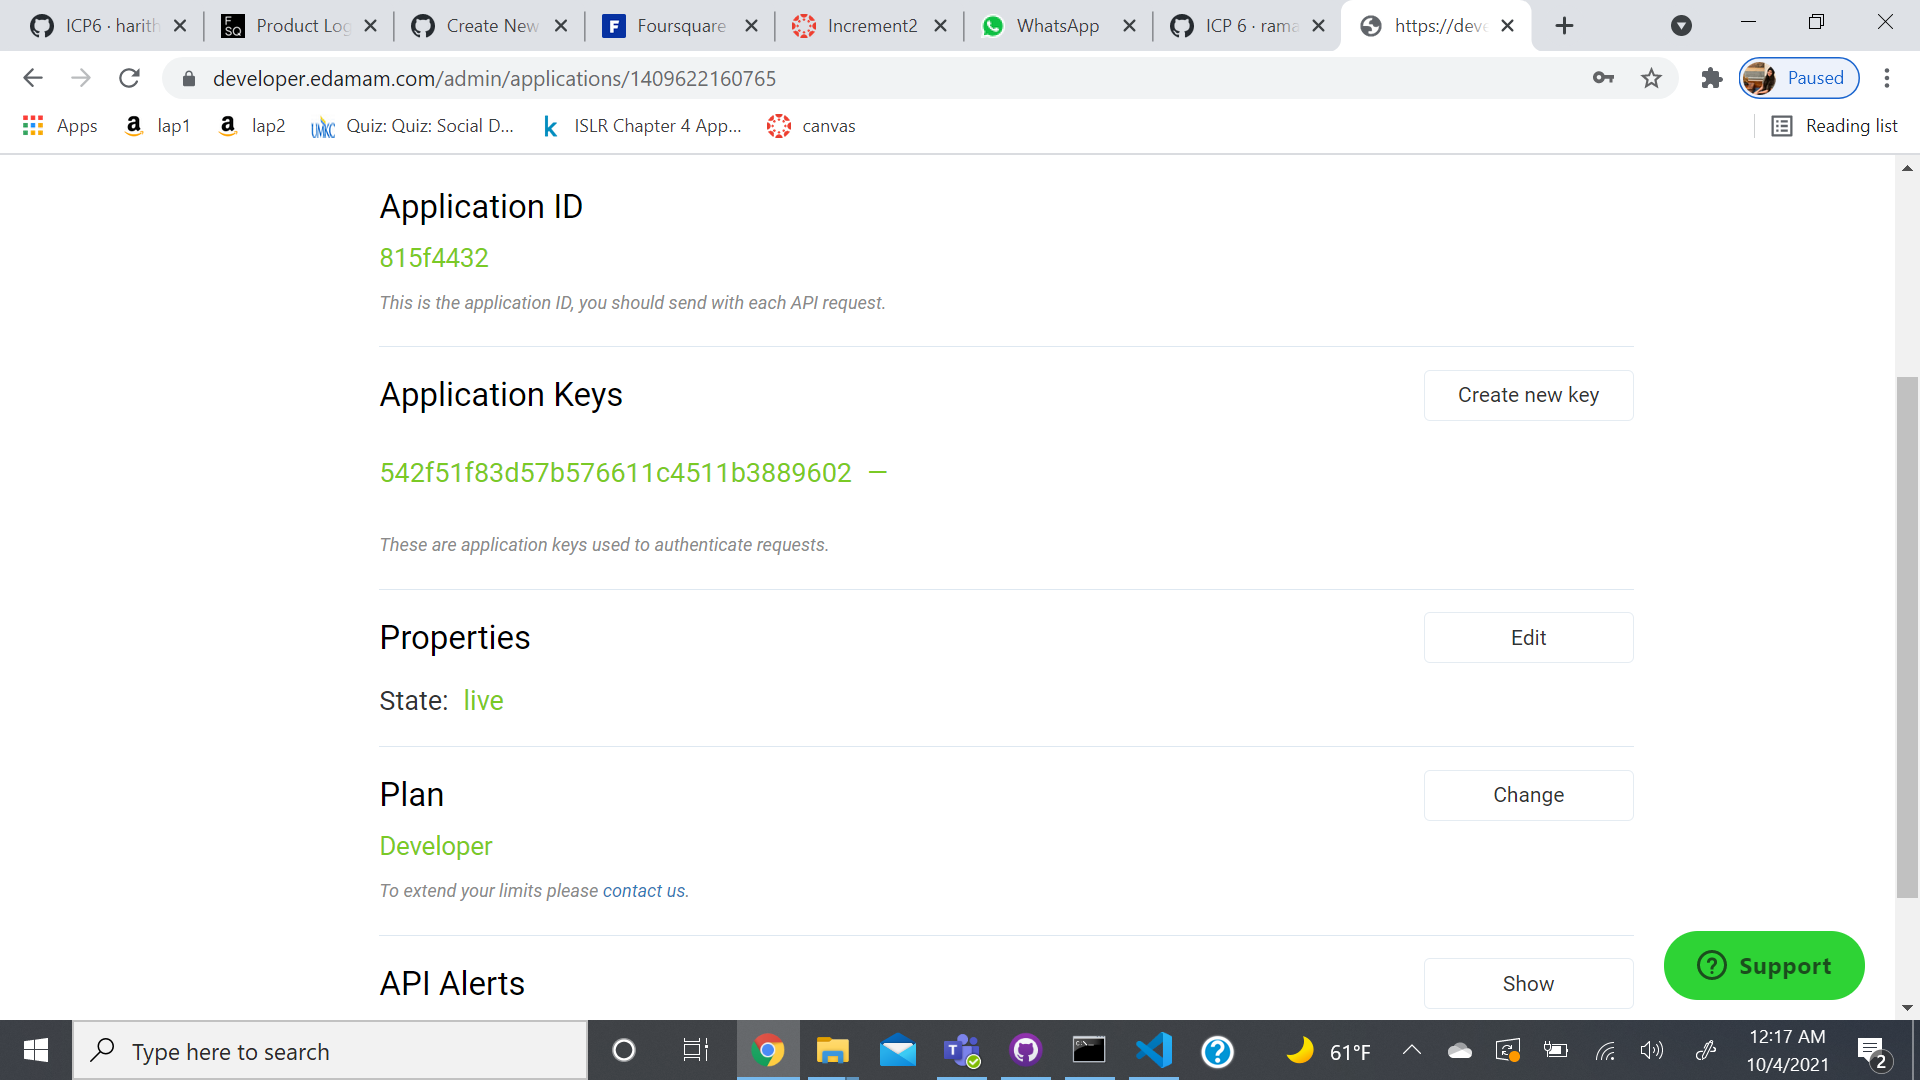 ICP6 · harith
Product Log
Create New
Foursquare
Increment2
WhatsApp
ICP 6 · rama
https://deve
developer.edamam.com/admin/applications/1409622160765
Paused
Apps
lap1
lap2
Quiz: Quiz: Social D...
ISLR Chapter 4 App...
canvas
Reading list
Application ID
815f4432
This is the application ID, you should send with each API request.
Application Keys
Create new key
542f51f83d57b576611c4511b3889602 —
These are application keys used to authenticate requests.
Properties
Edit
State: live
Plan
Change
Developer
To extend your limits please contact us.
API Alerts
Show
Support
Type here to search
61°F
12:17 AM
10/4/2021
2